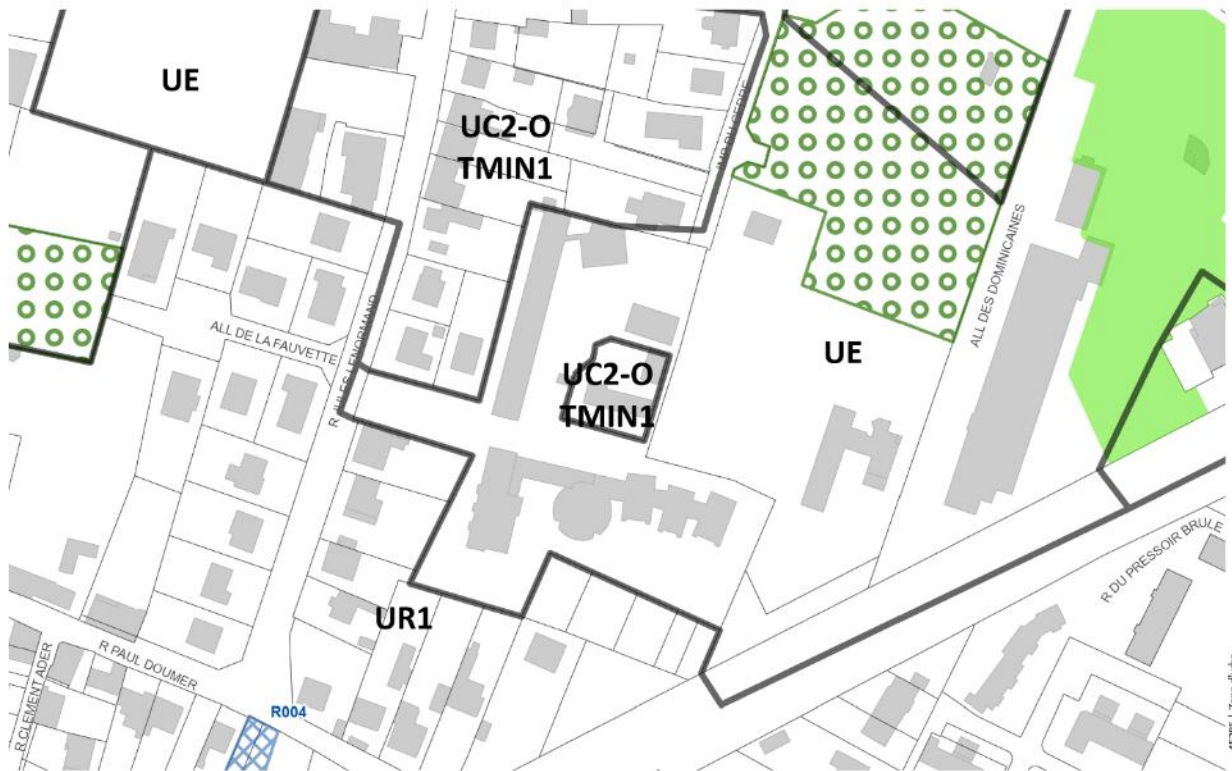 UE
UC2-O
TMIN1
ALL DES DOMINICAINES
R JULES LENORMAND
ALL DE LA FAUVETTE
UC2-O
TMIN1
UE
R DU PRESSOIR BRULE
UR1
R PAUL DOUMER
R CLEMENT ADER
R004